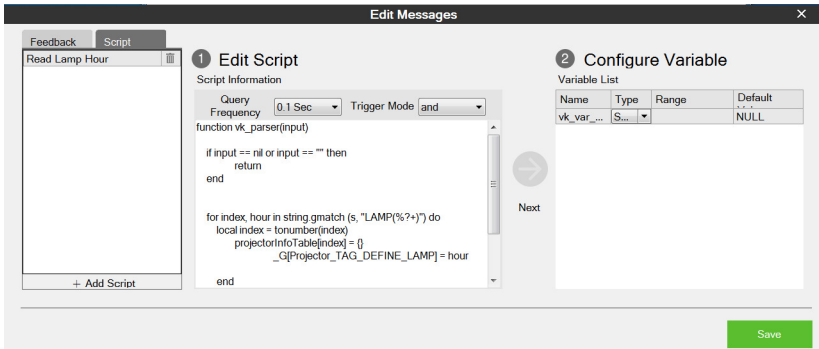 Edit Messages
Feedback Script
Read Lamp Hour
+ Add Script
1 Edit Script
Script Information
Query Frequency 0.1 Sec Trigger Mode and
function vk_parser(input)
if input == nil or input == "" then
return
end
for index, hour in string.gmatch (s, "LAMP(%?+)") do
local index = tonumber(index)
projectorInfoTable[index] = {}
_G[Projector_TAG_DEFINE_LAMP] = hour
end
Next
2 Configure Variable
Variable List
Name Type Range Default
vk_var_... S... NULL
Save